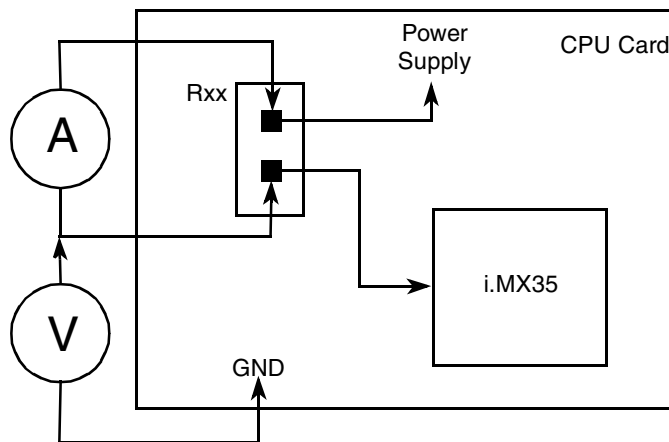 Power
Supply
CPU Card
Rxx
A
i.MX35
V
GND